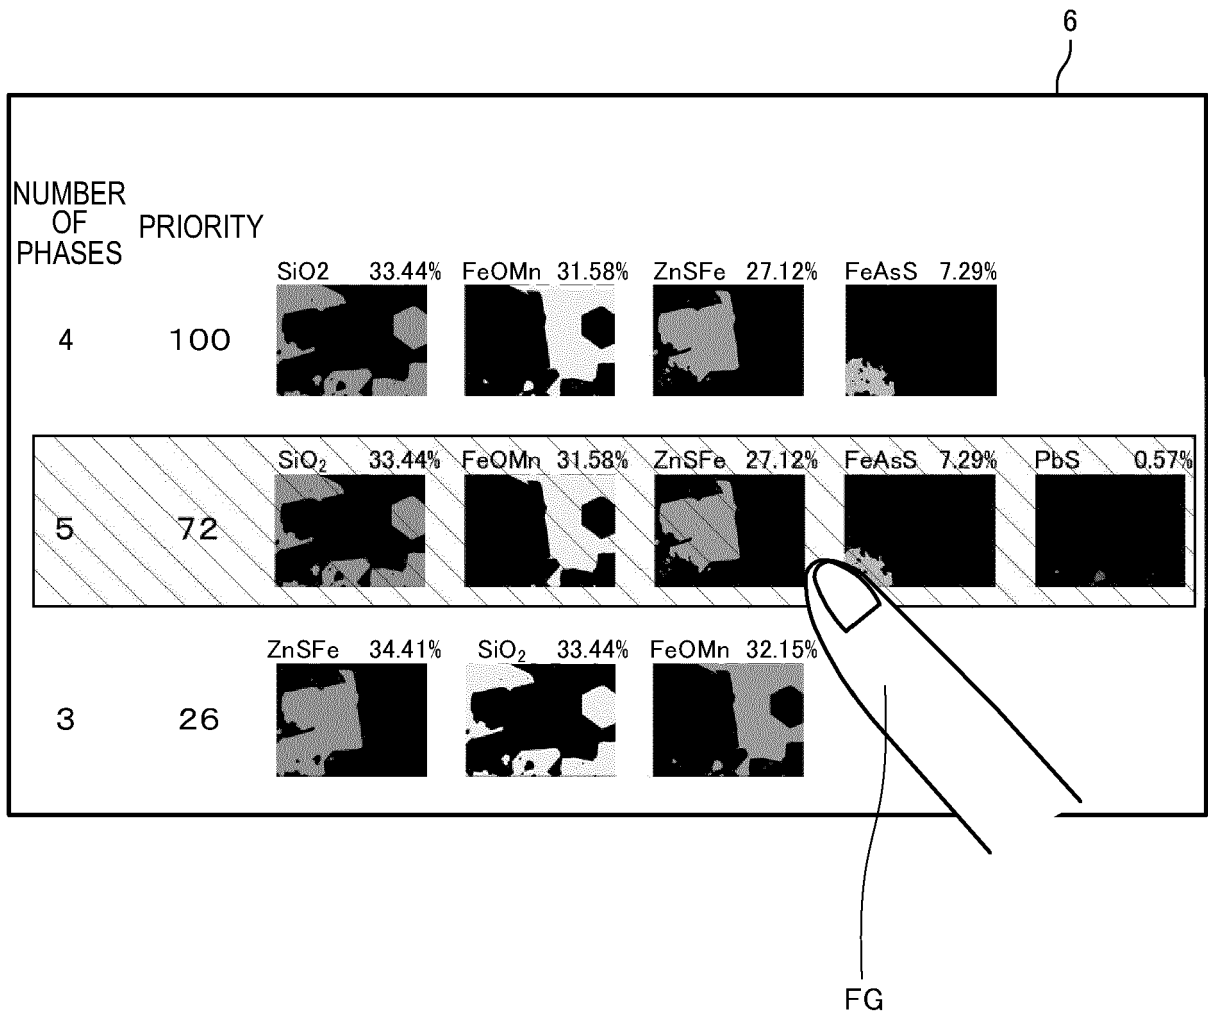 6
NUMBER
OF
PHASES
PRIORITY
SiO2 33.44% FeOMn 31.58% ZnSFe 27.12% FeAsS 7.29%
4 100
SiO₂ 33.44% FeOMn 31.58% ZnSFe 27.12% FeAsS 7.29% PbS 0.57%
5 72
ZnSFe 34.41% SiO₂ 33.44% FeOMn 32.15%
3 26
FG